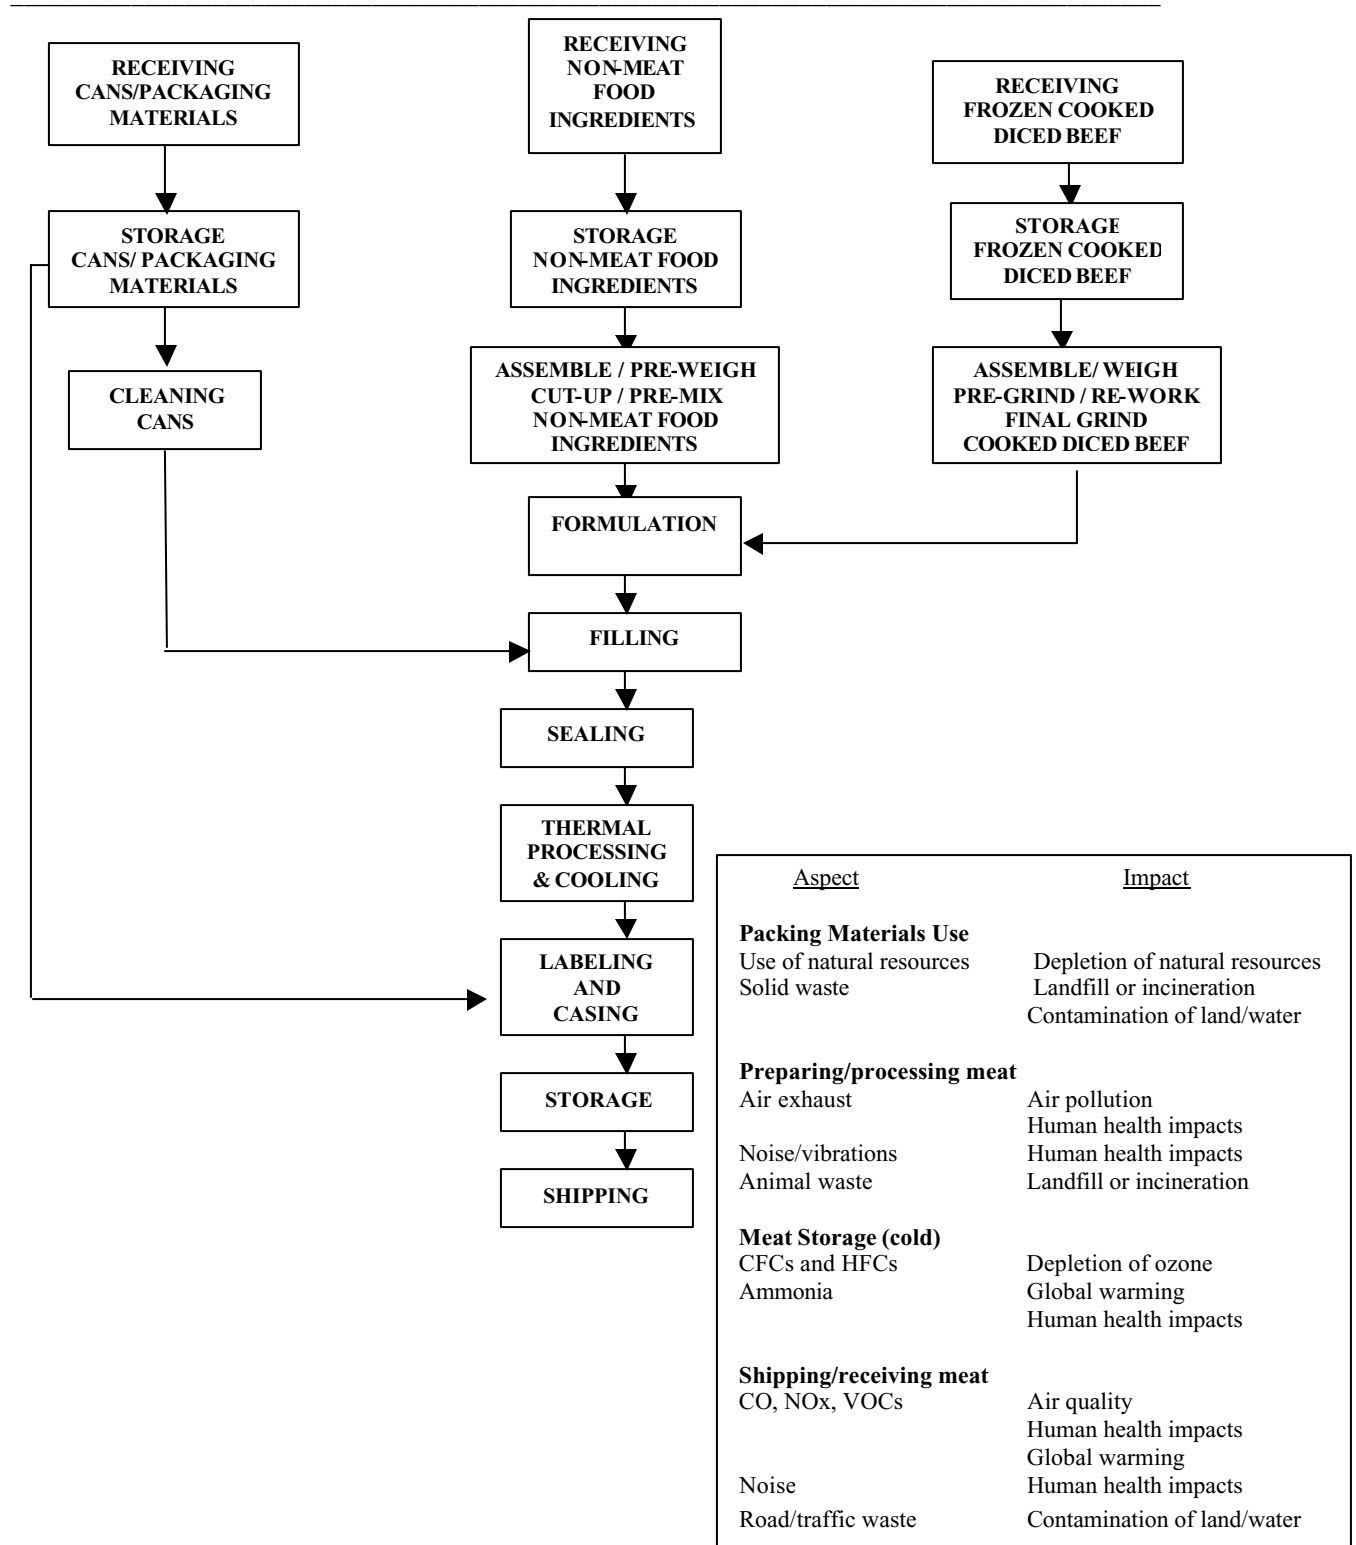 RECEIVING
CANS/PACKAGING
MATERIALS
RECEIVING
NON-MEAT
FOOD
INGREDIENTS
RECEIVING
FROZEN COOKED
DICED BEEF
STORAGE
CANS/ PACKAGING
MATERIALS
STORAGE
NON-MEAT FOOD
INGREDIENTS
STORAGE
FROZEN COOKED
DICED BEEF
CLEANING
CANS
ASSEMBLE / PRE-WEIGH
CUT-UP / PRE-MIX
NON-MEAT FOOD
INGREDIENTS
ASSEMBLE/ WEIGH
PRE-GRIND / RE-WORK
FINAL GRIND
COOKED DICED BEEF
FORMULATION
FILLING
SEALING
THERMAL
PROCESSING
& COOLING
LABELING
AND
CASING
STORAGE
SHIPPING
Aspect Impact
Packing Materials Use
Use of natural resources Depletion of natural resources
Solid waste Landfill or incineration
Contamination of land/water
Preparing/processing meat
Air exhaust Air pollution
Human health impacts
Noise/vibrations Human health impacts
Animal waste Landfill or incineration
Meat Storage (cold)
CFCs and HFCs Depletion of ozone
Ammonia Global warming
Human health impacts
Shipping/receiving meat
CO, NOx, VOCs Air quality
Human health impacts
Global warming
Noise Human health impacts
Road/traffic waste Contamination of land/water